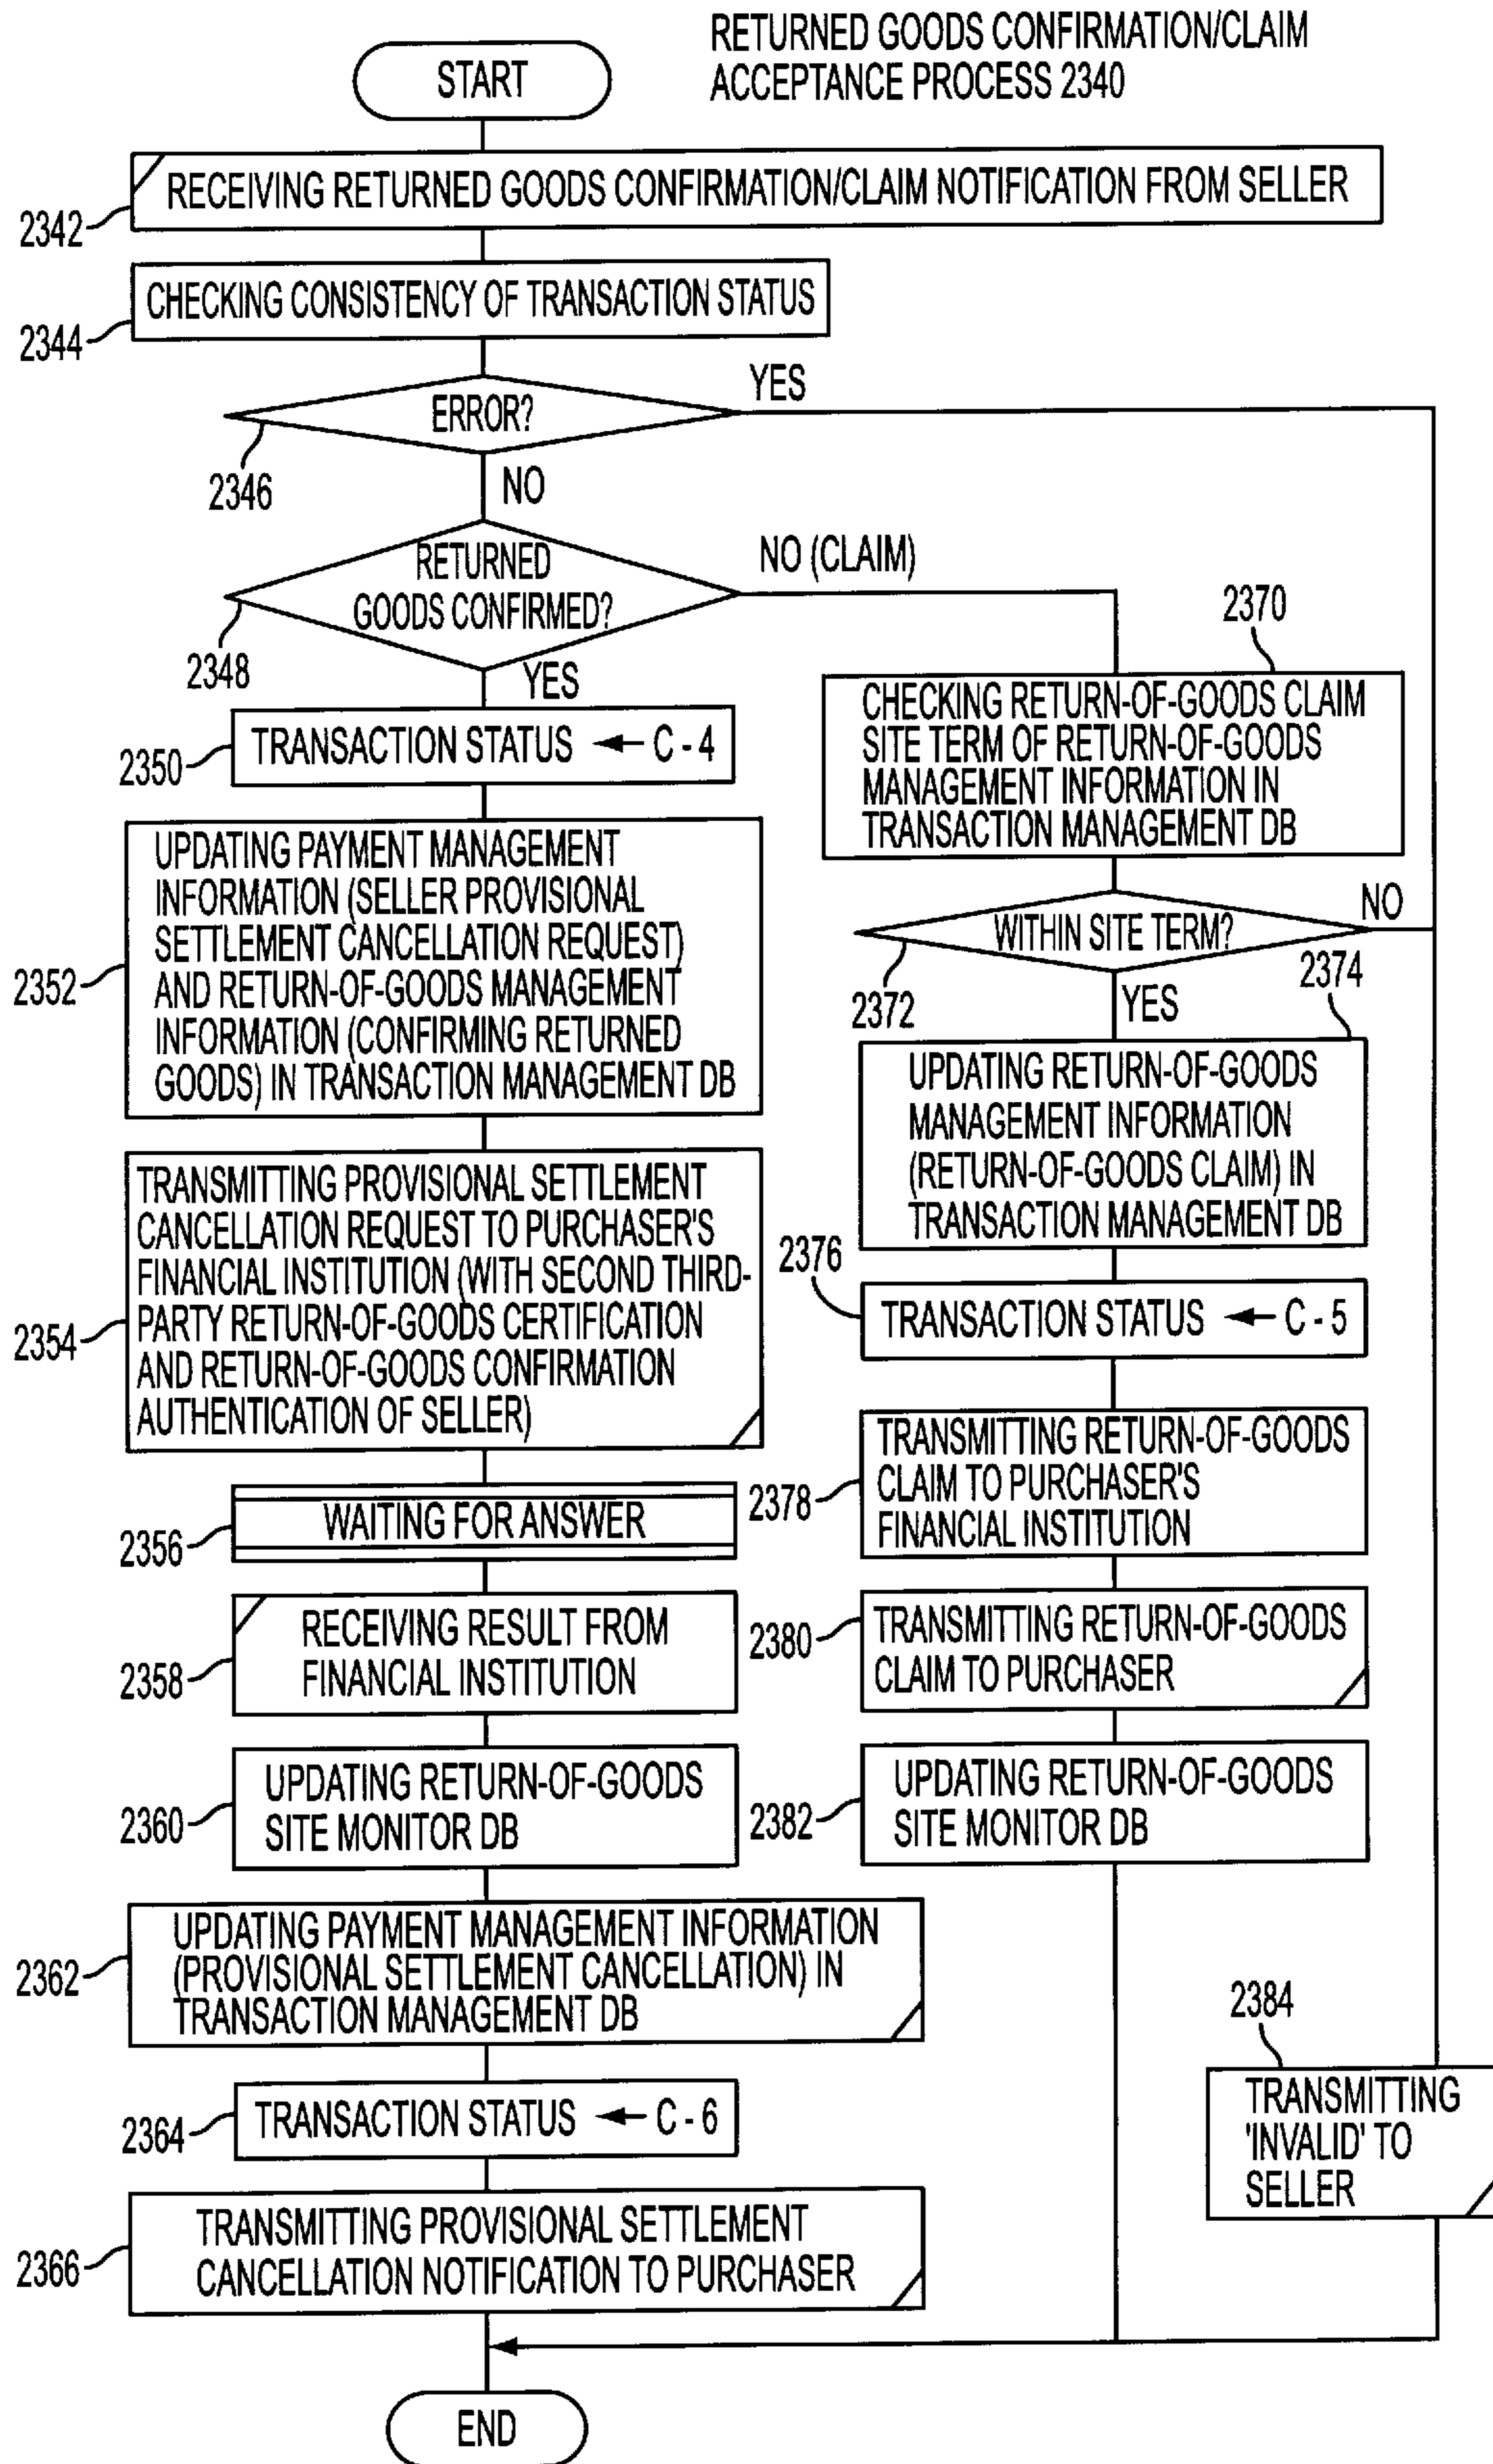 RETURNED GOODS CONFIRMATION/CLAIM
ACCEPTANCE PROCESS 2340
START
RECEIVING RETURNED GOODS CONFIRMATION/CLAIM NOTIFICATION FROM SELLER
2342
CHECKING CONSISTENCY OF TRANSACTION STATUS
2344
ERROR?
YES
2346
NO
RETURNED
GOODS CONFIRMED?
NO (CLAIM)
2348
YES
TRANSACTION STATUS ← C - 4
2350
UPDATING PAYMENT MANAGEMENT
INFORMATION (SELLER PROVISIONAL
SETTLEMENT CANCELLATION REQUEST)
AND RETURN-OF-GOODS MANAGEMENT
INFORMATION (CONFIRMING RETURNED
GOODS) IN TRANSACTION MANAGEMENT DB
2352
TRANSMITTING PROVISIONAL SETTLEMENT
CANCELLATION REQUEST TO PURCHASER'S
FINANCIAL INSTITUTION (WITH SECOND THIRD-
PARTY RETURN-OF-GOODS CERTIFICATION
AND RETURN-OF-GOODS CONFIRMATION
AUTHENTICATION OF SELLER)
2354
WAITING FOR ANSWER
2356
RECEIVING RESULT FROM
FINANCIAL INSTITUTION
2358
UPDATING RETURN-OF-GOODS
SITE MONITOR DB
2360
UPDATING PAYMENT MANAGEMENT INFORMATION
(PROVISIONAL SETTLEMENT CANCELLATION) IN
TRANSACTION MANAGEMENT DB
2362
TRANSACTION STATUS ← C - 6
2364
TRANSMITTING PROVISIONAL SETTLEMENT
CANCELLATION NOTIFICATION TO PURCHASER
2366
2370
CHECKING RETURN-OF-GOODS CLAIM
SITE TERM OF RETURN-OF-GOODS
MANAGEMENT INFORMATION IN
TRANSACTION MANAGEMENT DB
WITHIN SITE TERM?
NO
2372
YES
2374
UPDATING RETURN-OF-GOODS
MANAGEMENT INFORMATION
(RETURN-OF-GOODS CLAIM) IN
TRANSACTION MANAGEMENT DB
2376
TRANSACTION STATUS ← C - 5
TRANSMITTING RETURN-OF-GOODS
CLAIM TO PURCHASER'S
FINANCIAL INSTITUTION
2378
TRANSMITTING RETURN-OF-GOODS
CLAIM TO PURCHASER
2380
UPDATING RETURN-OF-GOODS
SITE MONITOR DB
2382
2384
TRANSMITTING
'INVALID' TO
SELLER
END